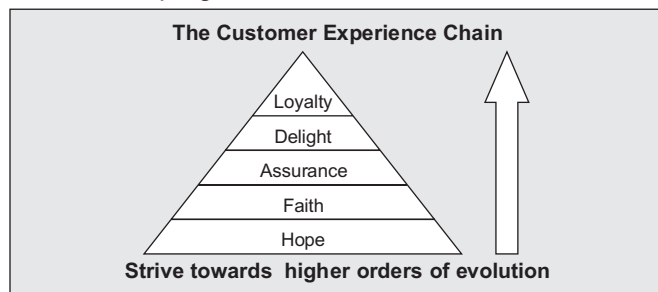 The Customer Experience Chain
Loyalty
Delight
Assurance
Faith
Hope
Strive towards higher orders of evolution